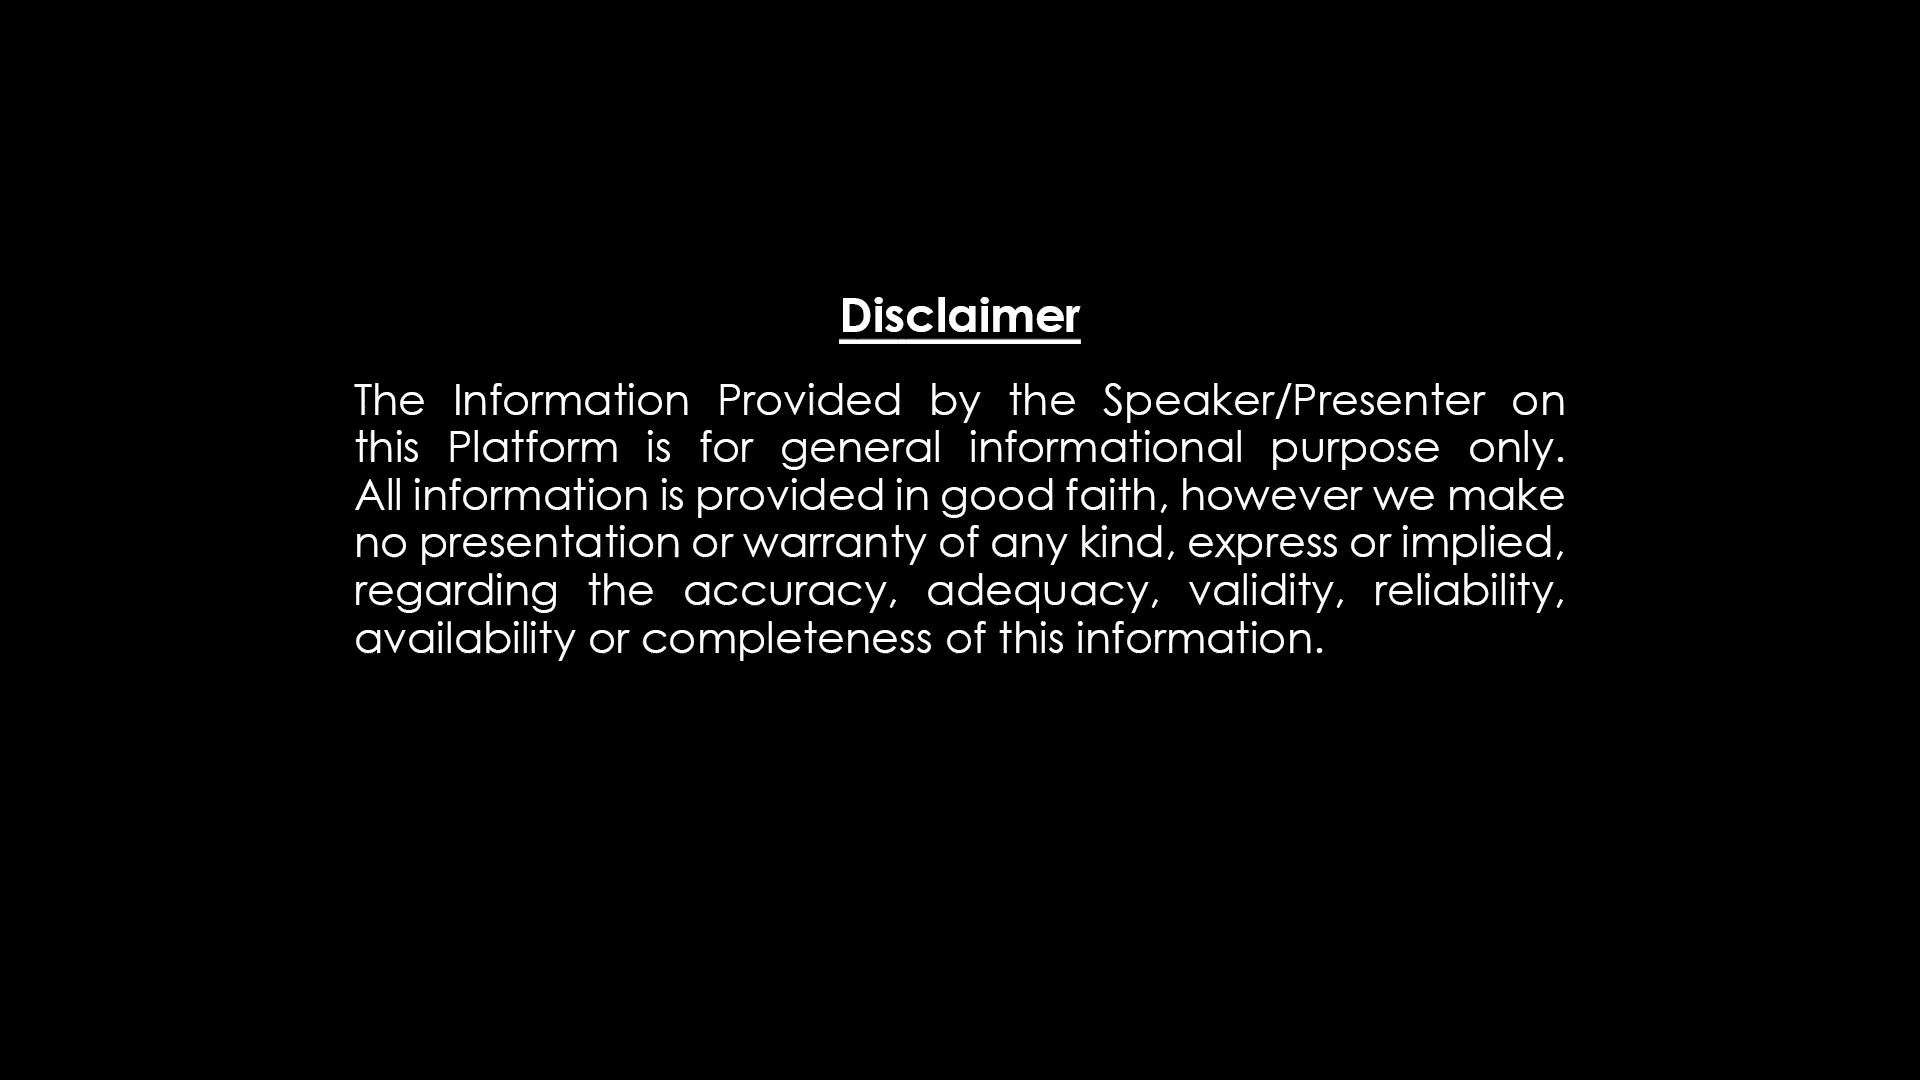 Disclaimer
The Information Provided by the Speaker/Presenter on
this Platform is for general informational purpose only.
All information is provided in good faith, however we make
no presentation or warranty of any kind, express or implied,
regarding the accuracy, adequacy, validity, reliability,
availability or completeness of this information.